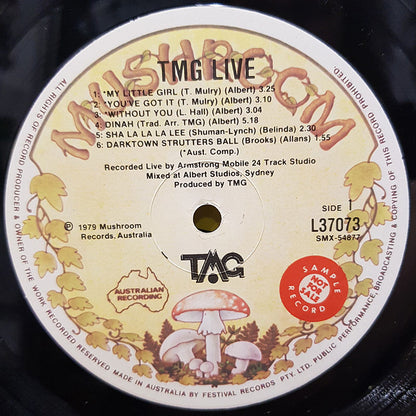 MUSHROOM
TMG LIVE
1: *MY LITTLE GIRL (T. Mulry) (Albert) 3.25
2: *YOU'VE GOT IT (T. Mulry) (Albert) 3.10
3: *WITHOUT YOU (L. Hall) (Albert) 3.04
4: DINAH (Trad. Arr. TMG) (Albert) 5.18
5: SHA LA LA LEE (Shuman-Lynch) (Belinda) 2.30
6: DARKTOWN STRUTTERS BALL (Brooks) (Allans) 1.55
(*Aust. Comp.)
Recorded Live by Armstrong Mobile 24 Track Studio
Mixed at Albert Studios, Sydney
Produced by TMG
℗ 1979 Mushroom
Records, Australia
SIDE 1
L37073
SMX-54877
AUSTRALIAN
RECORDING
TMG
SAMPLE
NOT
FOR
SALE
RECORD
ALL RIGHTS OF RECORD PRODUCER & OWNER OF THE WORK RECORDED RESERVED. UNAUTHORISED PUBLIC PERFORMANCE, BROADCASTING & COPYING OF THIS RECORD PROHIBITED.
MADE IN AUSTRALIA BY FESTIVAL RECORDS PTY. LTD.